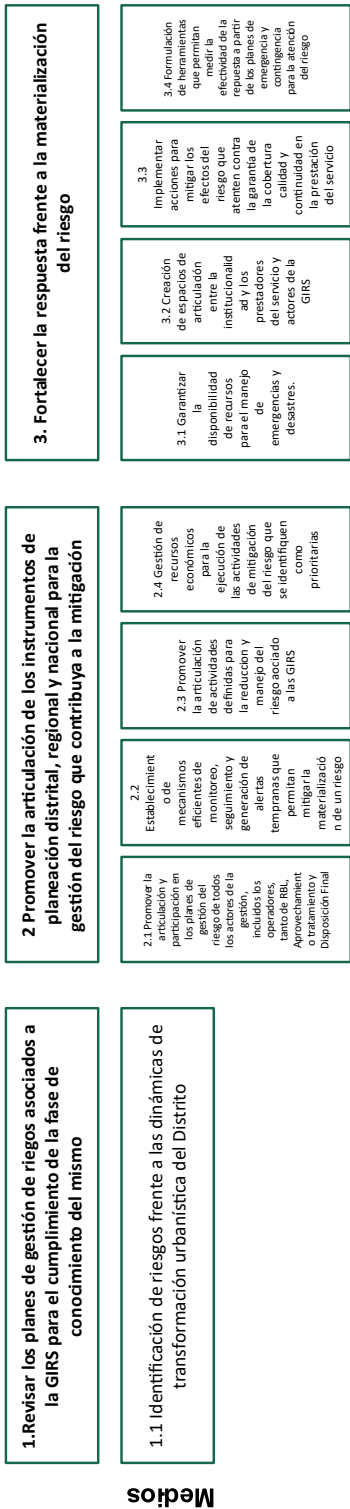 Medios
1.Revisar los planes de gestión de riegos asociados a
la GIRS para el cumplimiento de la fase de
conocimiento del mismo
1.1 Identificación de riesgos frente a las dinámicas de
transformación urbanística del Distrito
2 Promover la articulación de los instrumentos de
planeación distrital, regional y nacional para la
gestión del riesgo que contribuya a la mitigación
2.1 Promover la
articulación y
participación en
los planes de
gestión del
riesgo de todos
los actores de la
gestión,
incluidos los
operadores,
tanto de RBL,
Aprovechamient
o tratamiento y
Disposición Final
2.2
Establecimient
o de
mecanismos
eficientes de
monitoreo,
seguimiento y
generación de
alertas
tempranas que
permitan
mitigar la
materializació
n de un riesgo
2.3 Promover
la articulación
de actividades
definidas para
la reduccion y
manejo del
riesgo aociado
a las GIRS
2.4 Gestión de
recursos
económicos
para la
ejecución de
las actividades
de mitigación
del riesgo que
se identifiquen
como
prioritarias
3. Fortalecer la respuesta frente a la materialización
del riesgo
3.1 Garantizar
la
disponibilidad
de recursos
para el manejo
de
emergencias y
desastres.
3.2 Creación
de espacios de
articulación
entre la
institucionalid
ad y los
prestadores
del servicio y
actores de la
GIRS
3.3
Implementar
acciones para
mitigar los
efectos del
riesgo que
atenten contra
la garantía de
la cobertura
calidad y
continuidad en
la prestación
del servicio
3.4 Formulación
de herramientas
que permitan
medir la
efectividad de la
respuesta a partir
de los planes de
emergencia y
contingencia
para la atención
del riesgo